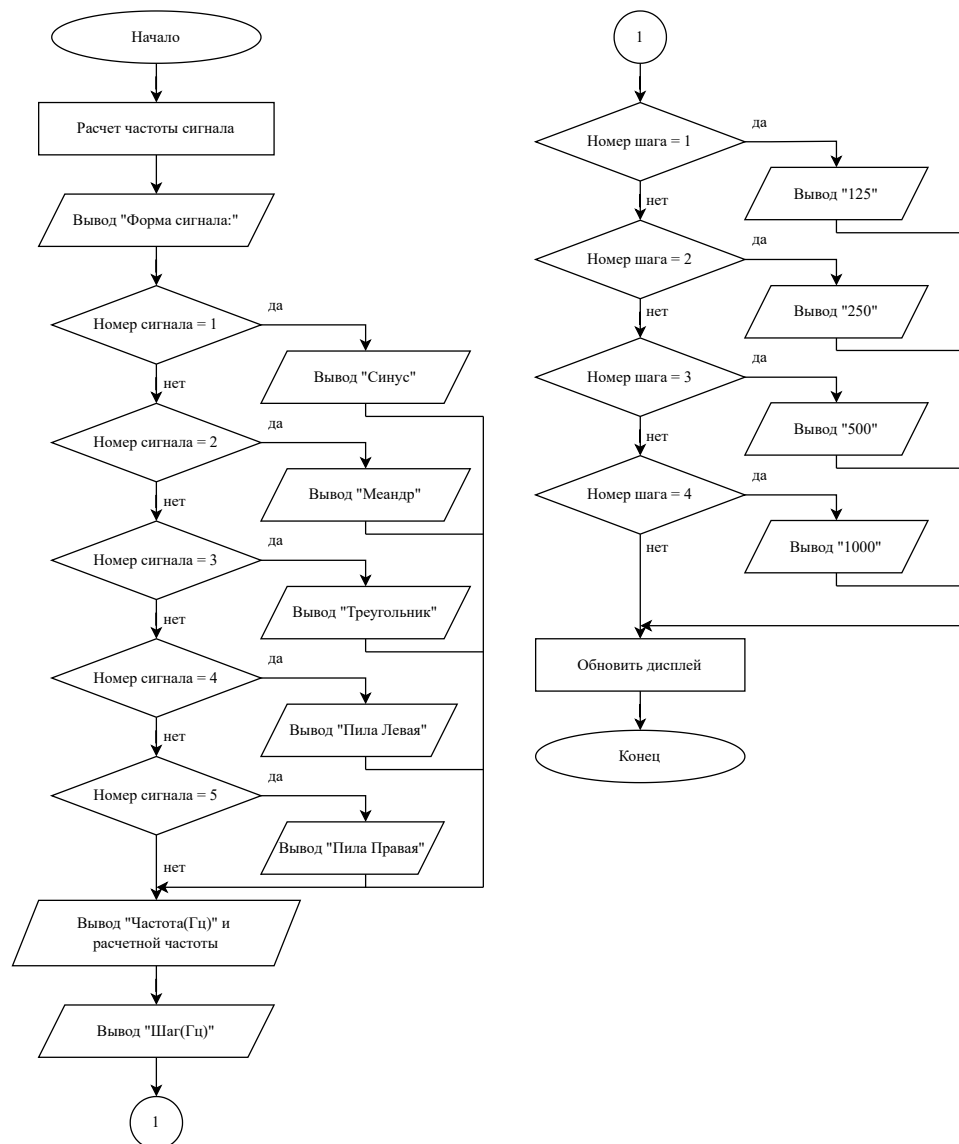 Начало
Расчет частоты сигнала
Вывод "Форма сигнала:"
Номер сигнала = 1
да
Вывод "Синус"
нет
Номер сигнала = 2
да
Вывод "Меандр"
нет
Номер сигнала = 3
да
Вывод "Треугольник"
нет
Номер сигнала = 4
да
Вывод "Пила Левая"
нет
Номер сигнала = 5
да
Вывод "Пила Правая"
нет
Вывод "Частота(Гц)" и
расчетной частоты
Вывод "Шаг(Гц)"
1
1
Номер шага = 1
да
Вывод "125"
нет
Номер шага = 2
да
Вывод "250"
нет
Номер шага = 3
да
Вывод "500"
нет
Номер шага = 4
да
Вывод "1000"
нет
Обновить дисплей
Конец